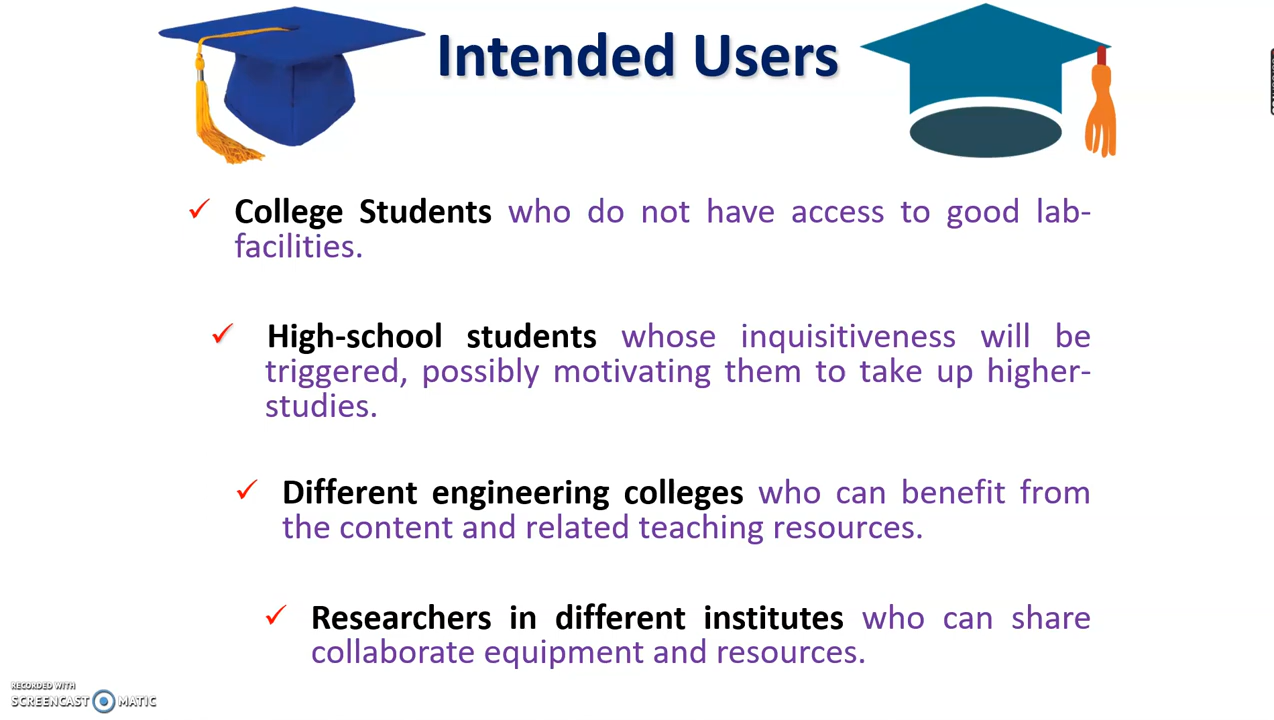 Intended Users
✓ College Students who do not have access to good lab-
facilities.
✓ High-school students whose inquisitiveness will be
triggered, possibly motivating them to take up higher-
studies.
✓ Different engineering colleges who can benefit from
the content and related teaching resources.
✓ Researchers in different institutes who can share
collaborate equipment and resources.
RECORDED WITH
SCREENCAST MATIC